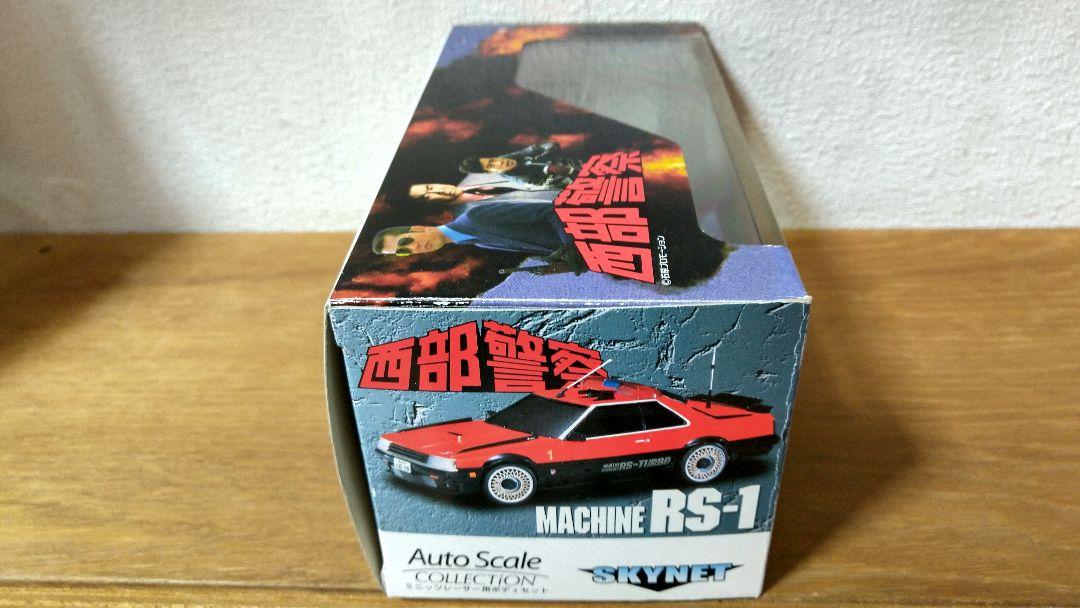 西部警察
©石原プロモーション
西部警察
1
RS-TURBO
MACHINE RS-1
Auto Scale
COLLECTION
ミニッツレーサー用ボディセット
SKYNET